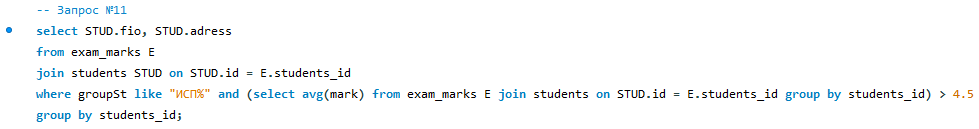 -- Запрос №11
select STUD.fio, STUD.adress
from exam_marks E
join students STUD on STUD.id = E.students_id
where groupSt like "ИСП%" and (select avg(mark) from exam_marks E join students on STUD.id = E.students_id group by students_id) > 4.5
group by students_id;